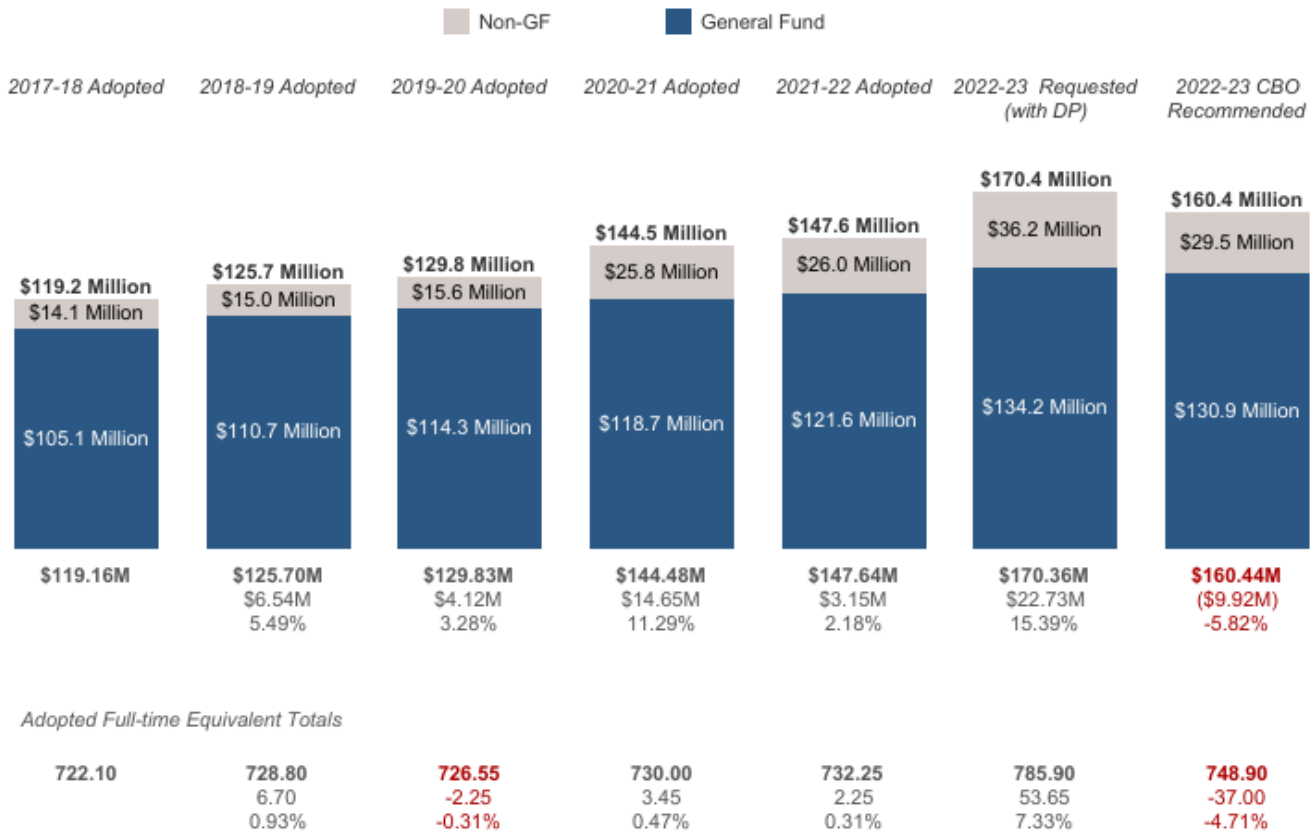 Non-GF General Fund
2017-18 Adopted 2018-19 Adopted 2019-20 Adopted 2020-21 Adopted 2021-22 Adopted 2022-23 Requested 2022-23 CBO
(with DP) Recommended
$170.4 Million
$160.4 Million
$36.2 Million
$147.6 Million
$144.5 Million
$29.5 Million
$26.0 Million
$25.8 Million
$129.8 Million
$125.7 Million
$119.2 Million
$15.6 Million
$15.0 Million
$14.1 Million
$134.2 Million
$130.9 Million
$121.6 Million
$118.7 Million
$114.3 Million
$110.7 Million
$105.1 Million
$119.16M $125.70M $129.83M $144.48M $147.64M $170.36M $160.44M
$6.54M $4.12M $14.65M $3.15M $22.73M ($9.92M)
5.49% 3.28% 11.29% 2.18% 15.39% -5.82%
Adopted Full-time Equivalent Totals
722.10 728.80 726.55 730.00 732.25 785.90 748.90
6.70 -2.25 3.45 2.25 53.65 -37.00
0.93% -0.31% 0.47% 0.31% 7.33% -4.71%